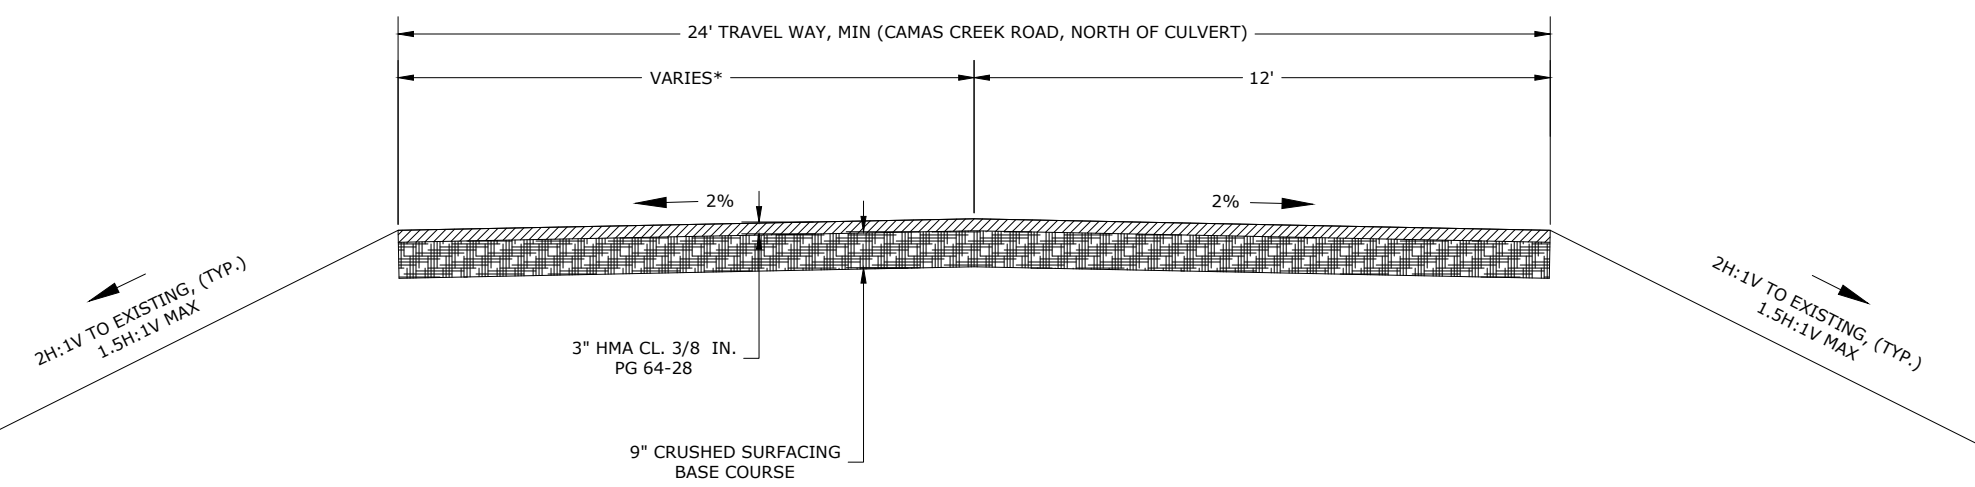 24' TRAVEL WAY, MIN (CAMAS CREEK ROAD, NORTH OF CULVERT)
VARIES*
12'
2%
2%
2H:1V TO EXISTING, (TYP.)
1.5H:1V MAX
2H:1V TO EXISTING, (TYP.)
1.5H:1V MAX
3" HMA CL. 3/8 IN.
PG 64-28
9" CRUSHED SURFACING
BASE COURSE